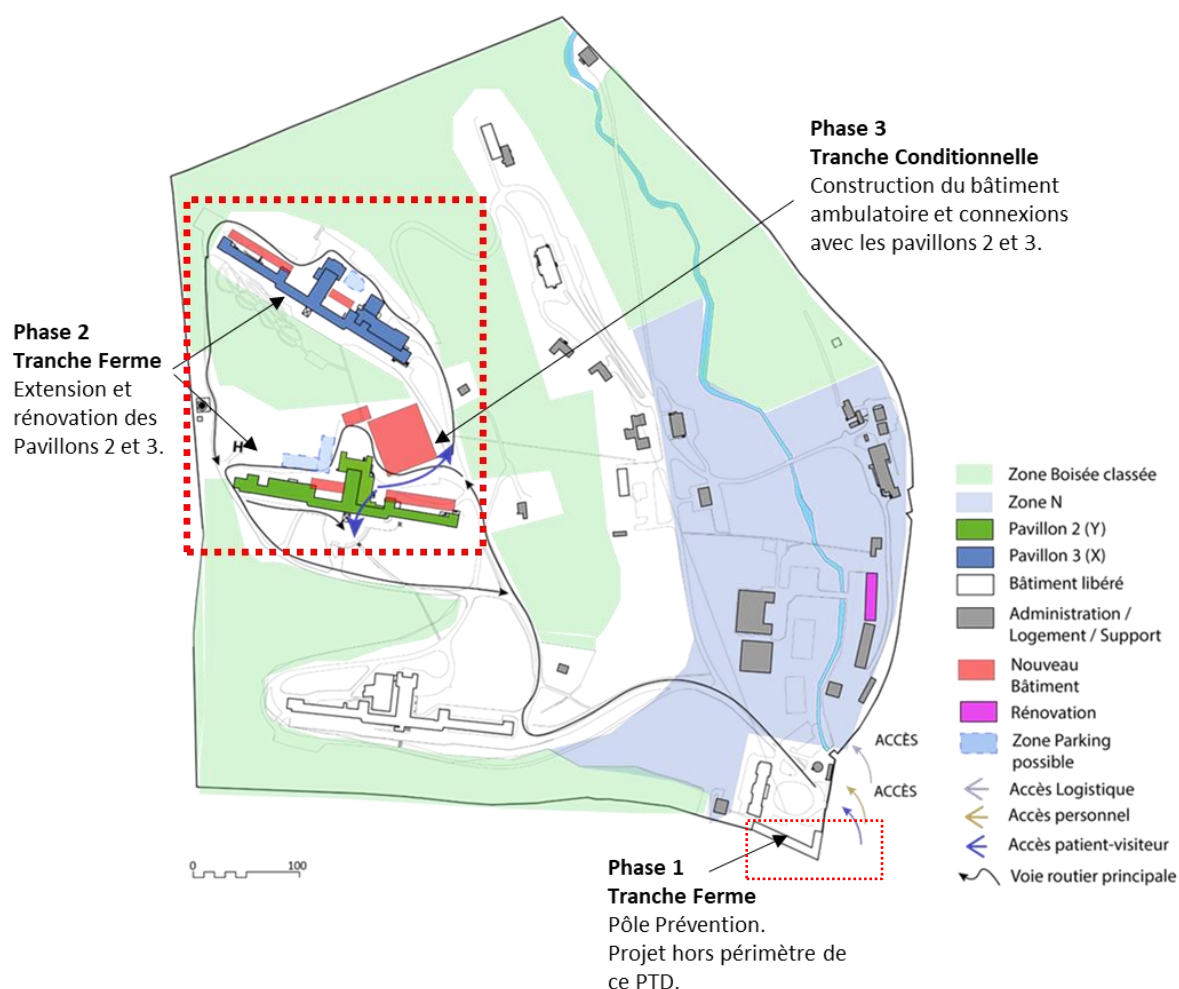 Phase 3
Tranche Conditionnelle
Construction du bâtiment
ambulatoire et connexions
avec les pavillons 2 et 3.
Phase 2
Tranche Ferme
Extension et
rénovation des
Pavillons 2 et 3.
H
Zone Boisée classée
Zone N
Pavillon 2 (Y)
Pavillon 3 (X)
Bâtiment libéré
Administration /
Logement / Support
Nouveau
Bâtiment
Rénovation
Zone Parking
possible
Accès Logistique
Accès personnel
Accès patient-visiteur
Voie routier principale
ACCÈS
ACCÈS
0 100
Phase 1
Tranche Ferme
Pôle Prévention.
Projet hors périmètre de
ce PTD.